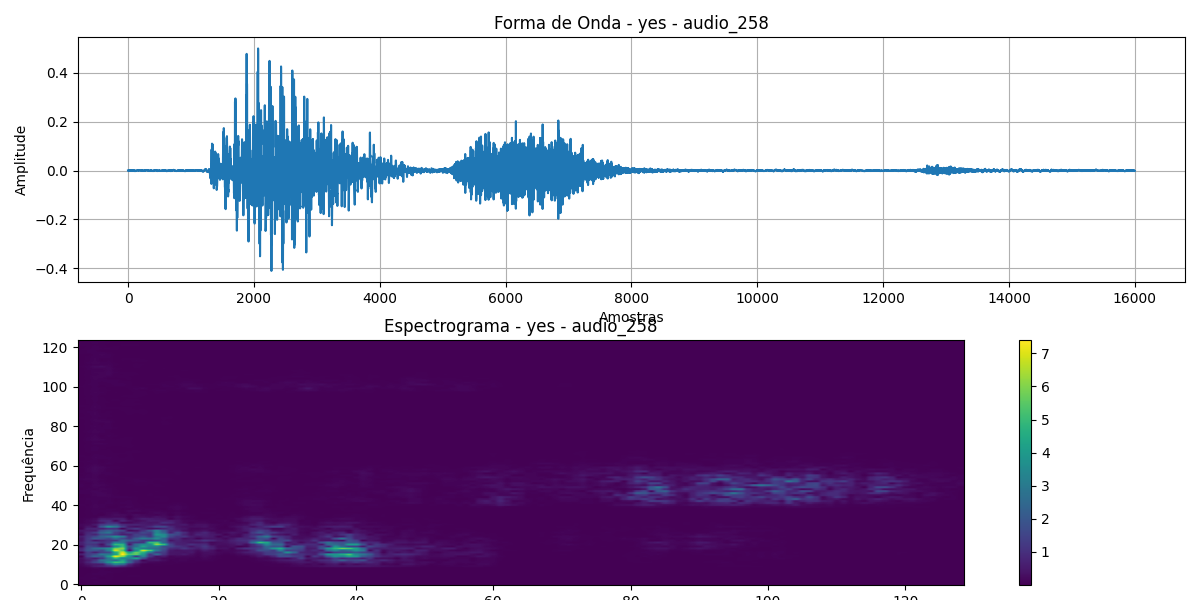 Forma de Onda - yes - audio_258
0.4
0.2
0.0
−0.2
−0.4
Amplitude
0 2000 4000 6000 8000 10000 12000 14000 16000
Amostras
Espectrograma - yes - audio_258
120
100
80
60
40
20
0
Frequência
0 20 40 60 80 100 120
7
6
5
4
3
2
1